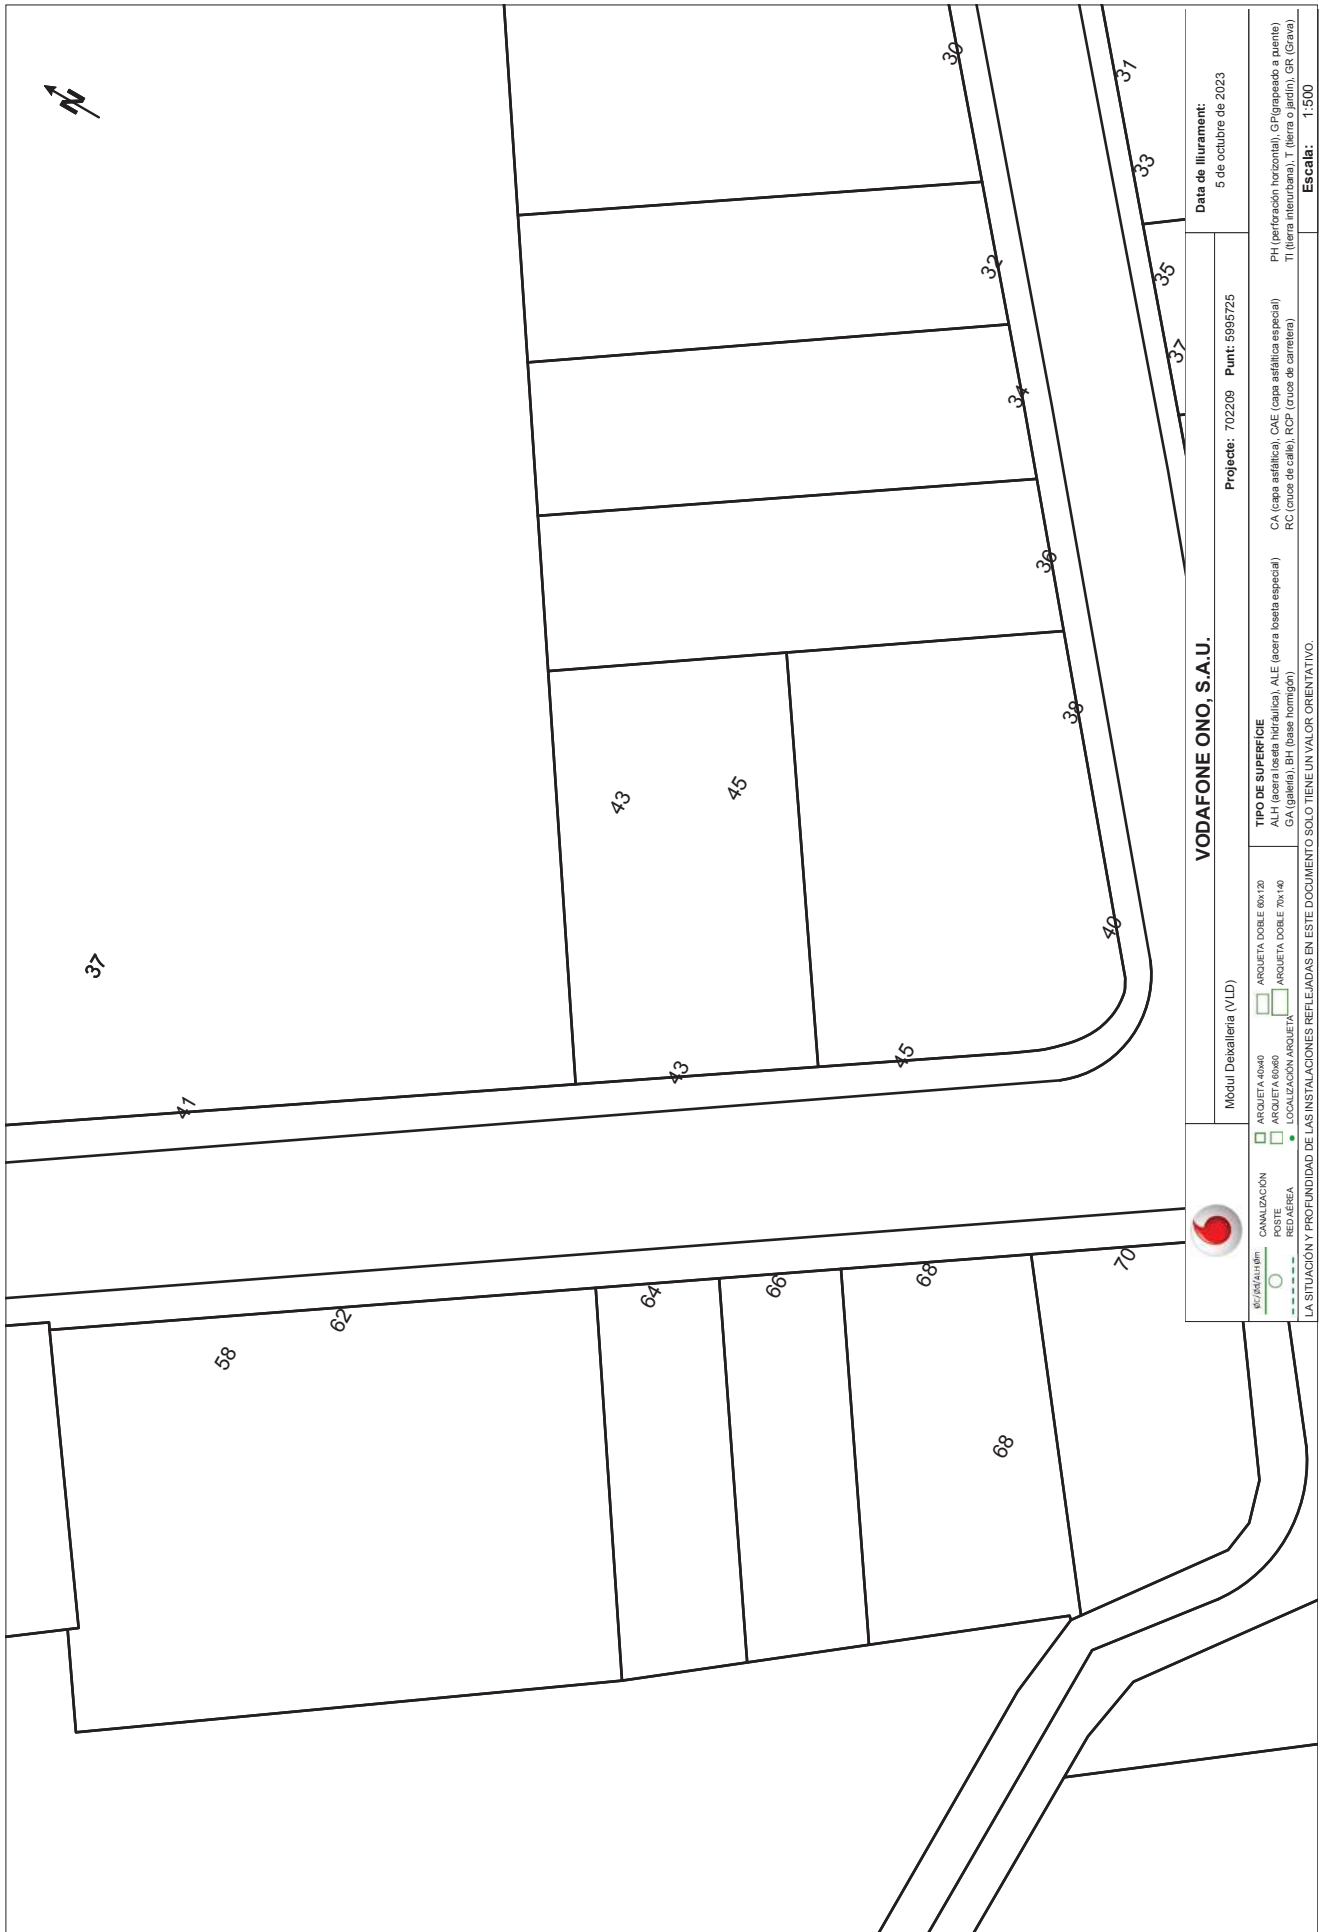 N
37
41
43
45
43
45
30
32
34
36
38
40
31
33
35
37
58
62
64
66
68
68
70
VODAFONE ONO, S.A.U.
Data de lliurament:
5 de octubre de 2023
Mòdul Deixalleria (VLD)
Projecte: 702209 Punt: 5995725
CANALIZACIÓN
POSTE
RED AÉREA
ARQUETA 40x40
ARQUETA 60x60
LOCALIZACIÓN ARQUETA
ARQUETA DOBLE 60x120
ARQUETA DOBLE 70x140
TIPO DE SUPERFÍCIE
ALH (acera loseta hidráulica), ALE (acera loseta especial)
GA (galería), BH (base hormigón)
CA (capa asfáltica), CAE (capa asfáltica especial)
RC (cruce de calle), RCP (cruce de carretera)
PH (perforación horizontal), GP(grapeado a puente)
TI (tierra interurbana), T (tierra o jardín), GR (Grava)
LA SITUACIÓN Y PROFUNDIDAD DE LAS INSTALACIONES REFLEJADAS EN ESTE DOCUMENTO SOLO TIENE UN VALOR ORIENTATIVO.
Escala: 1:500